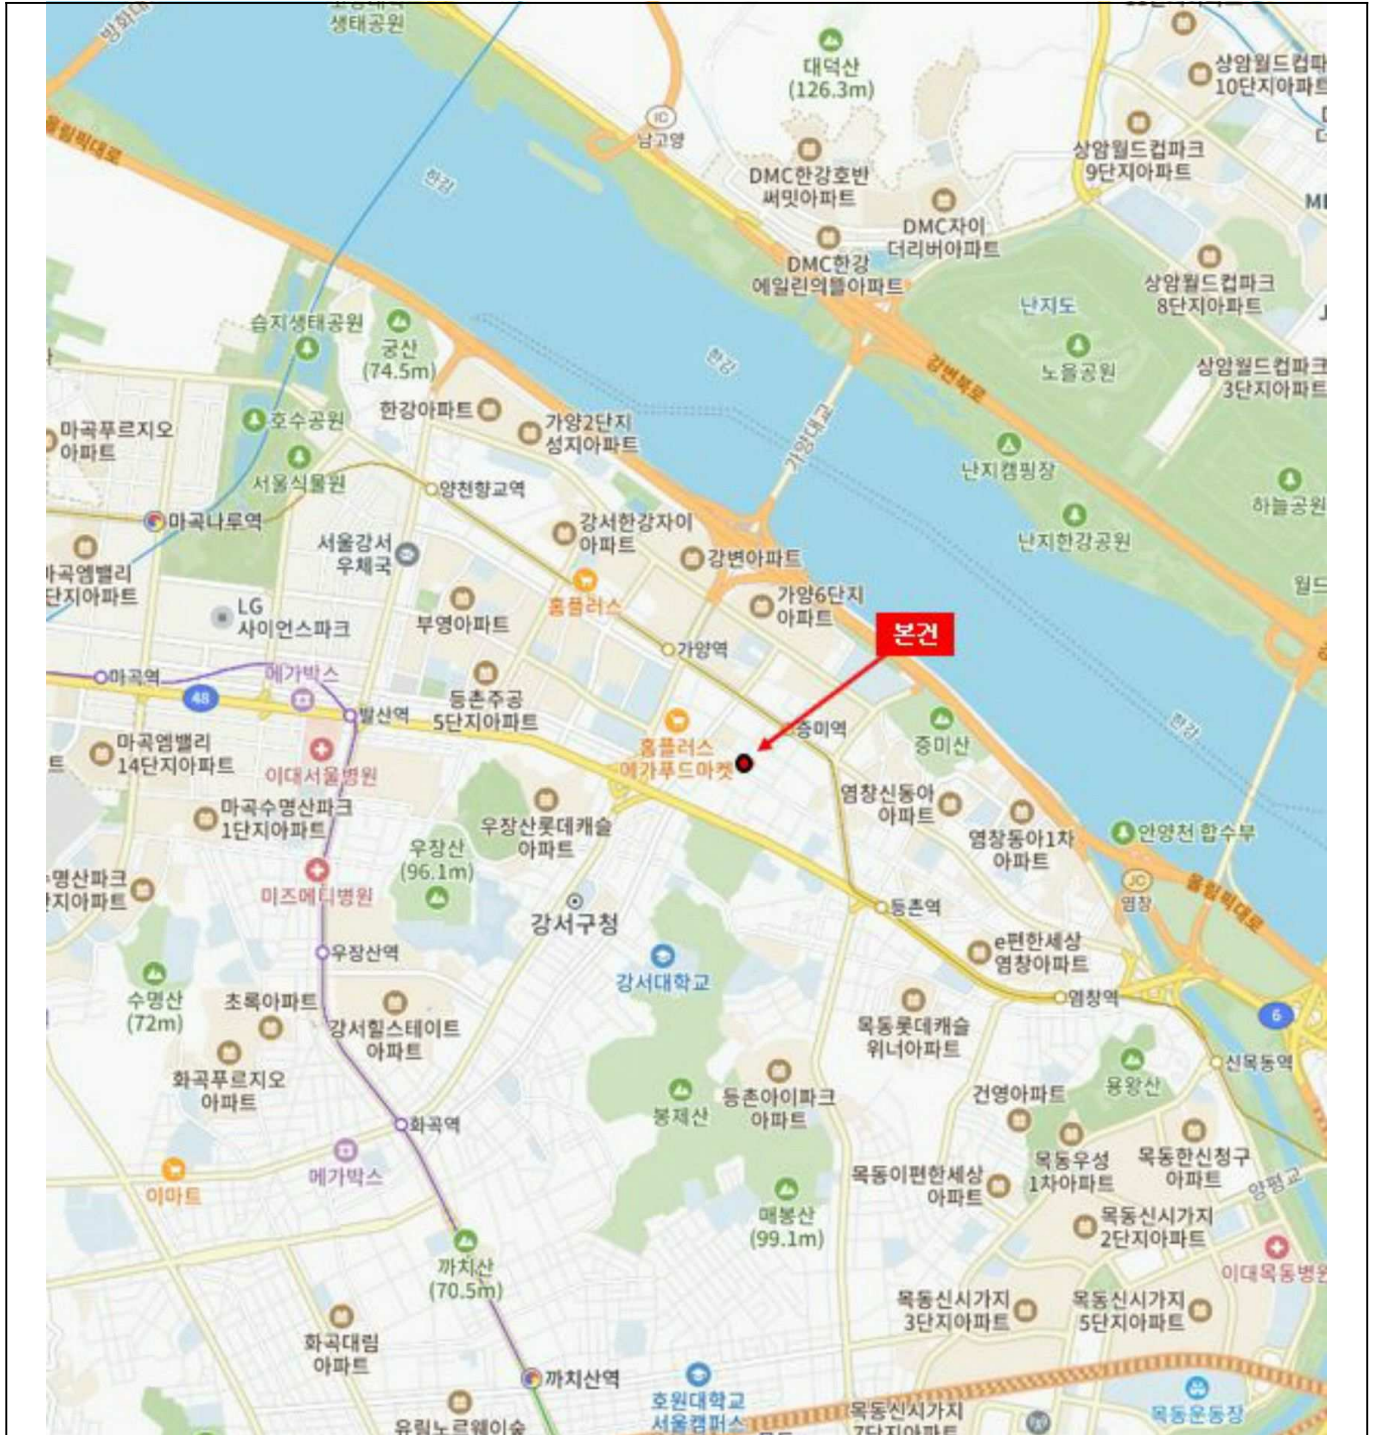 생태공원
대덕산
(126.3m)
상암월드컵파
10단지아파트
올림픽대로
IC
남고양
상암월드컵파크
9단지아파트
한강
DMC한강호반
써밋아파트
DMC자이
더리버아파트
DMC한강
에일린의뜰아파트
상암월드컵파크
8단지아파트
난지도
습지생태공원
궁산
(74.5m)
한강
강변북로
노을공원
상암월드컵파크
3단지아파트
한강아파트
호수공원
마곡푸르지오
아파트
가양2단지
성지아파트
가양대교
난지캠핑장
서울식물원
양천향교역
하늘공원
마곡나루역
강서한강자이
아파트
서울강서
우체국
난지한강공원
강변아파트
마곡엠밸리
단지아파트
홈플러스
가양6단지
아파트
LG
사이언스파크
부영아파트
본건
가양역
마곡역
메가박스
48
발산역
등촌주공
5단지아파트
증미역
증미산
한강
홈플러스
메가푸드마켓
마곡엠밸리
14단지아파트
이대서울병원
염창신동아
아파트
마곡수명산파크
1단지아파트
우장산롯데캐슬
아파트
염창동아1차
아파트
안양천 합수부
우장산
(96.1m)
JC
염창
올림픽대로
미즈메디병원
강서구청
등촌역
우장산역
e편한세상
염창아파트
강서대학교
수명산
(72m)
초록아파트
강서힐스테이트
아파트
염창역
6
목동롯데캐슬
위너아파트
신목동역
화곡푸르지오
아파트
용왕산
봉제산
등촌아이파크
아파트
건영아파트
화곡역
목동우성
1차아파트
목동한신청구
아파트
메가박스
이마트
목동이편한세상
아파트
양평교
매봉산
(99.1m)
목동신시가지
2단지아파트
까치산
(70.5m)
이대목동병원
목동신시가지
3단지아파트
목동신시가지
5단지아파트
화곡대림
아파트
까치산역
호원대학교
서울캠퍼스
목동신시가지
7단지아파트
목동운동장
유림노르웨이숲